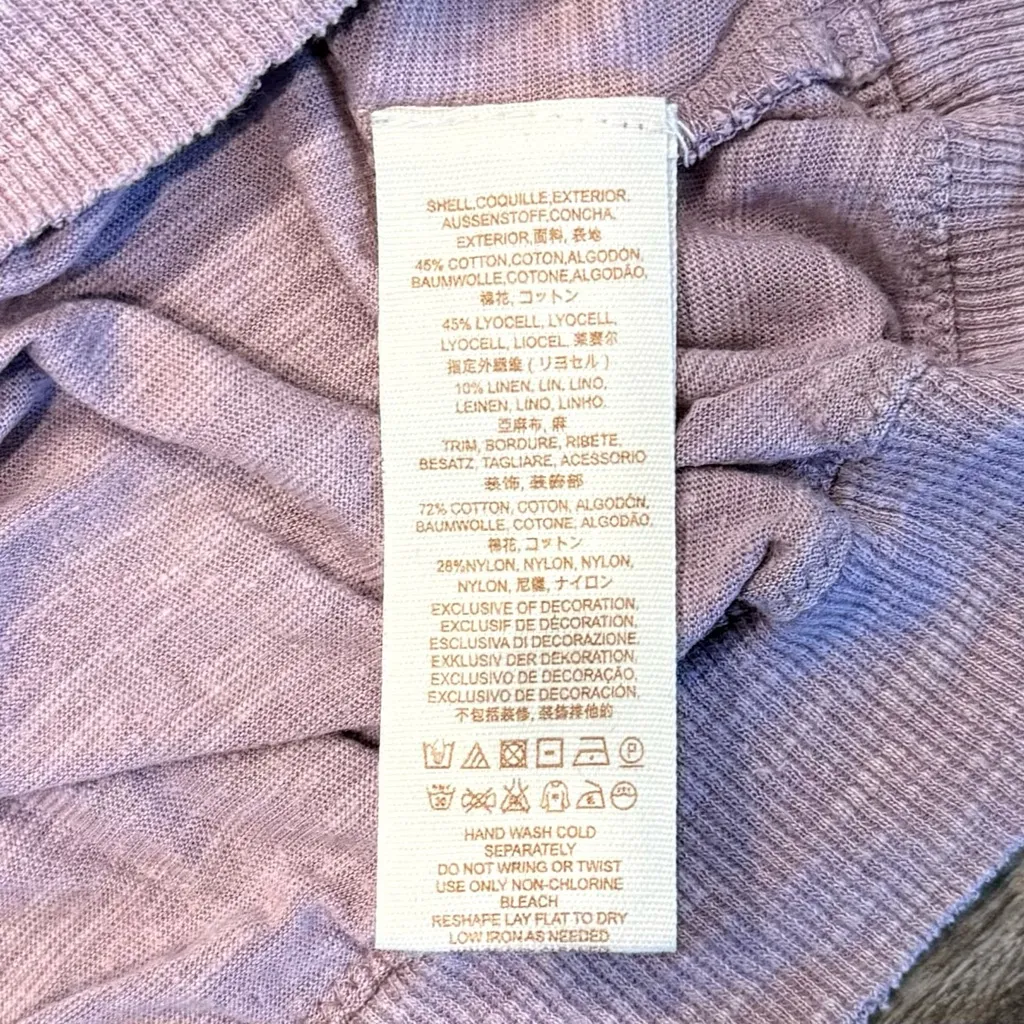 SHELL,COQUILLE,EXTERIOR,
AUSSENSTOFF,CONCHA,
EXTERIOR,面料, 表地
45% COTTON,COTON,ALGODÓN,
BAUMWOLLE,COTONE,ALGODÃO,
棉花, コットン
45% LYOCELL, LYOCELL,
LYOCELL, LIOCEL, 莱赛尔
指定外繊維 ( リヨセル )
10% LINEN, LIN, LINO,
LEINEN, LINO, LINHO,
亞麻布, 麻
TRIM, BORDURE, RIBETE,
BESATZ, TAGLIARE, ACESSORIO
装饰, 装飾部
72% COTTON, COTON, ALGODÓN,
BAUMWOLLE, COTONE, ALGODÃO,
棉花, コットン
28%NYLON, NYLON, NYLON,
NYLON, 尼龍, ナイロン
EXCLUSIVE OF DECORATION,
EXCLUSIF DE DÉCORATION,
ESCLUSIVA DI DECORAZIONE,
EXKLUSIV DER DEKORATION,
EXCLUSIVO DE DECORAÇÃO,
EXCLUSIVO DE DECORACIÓN,
不包括装修, 装飾排他的
P
30
HAND WASH COLD
SEPARATELY
DO NOT WRING OR TWIST
USE ONLY NON-CHLORINE
BLEACH
RESHAPE LAY FLAT TO DRY
LOW IRON AS NEEDED